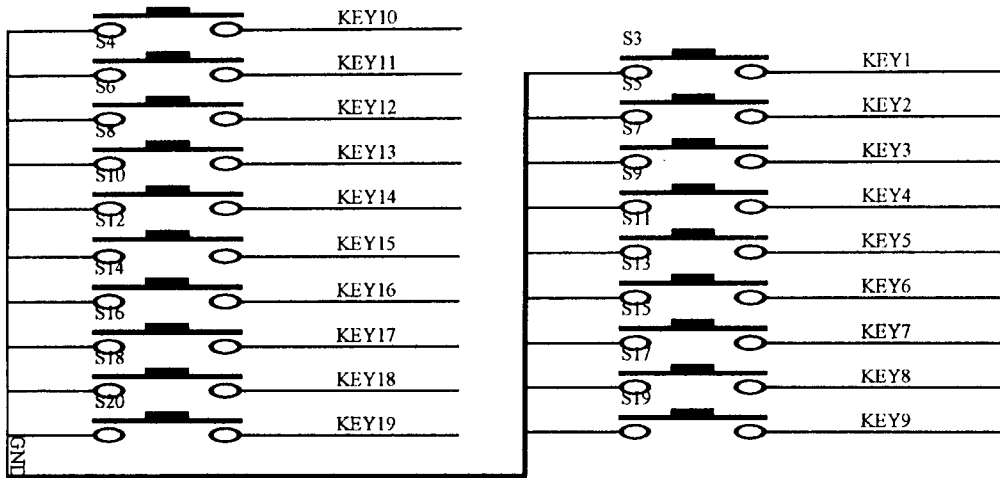 KEY10
S4
KEY11
S6
KEY12
S8
KEY13
S10
KEY14
S12
KEY15
S14
KEY16
S16
KEY17
S18
KEY18
S20
KEY19
GND
S3
KEY1
S5
KEY2
S7
KEY3
S9
KEY4
S11
KEY5
S13
KEY6
S15
KEY7
S17
KEY8
S19
KEY9